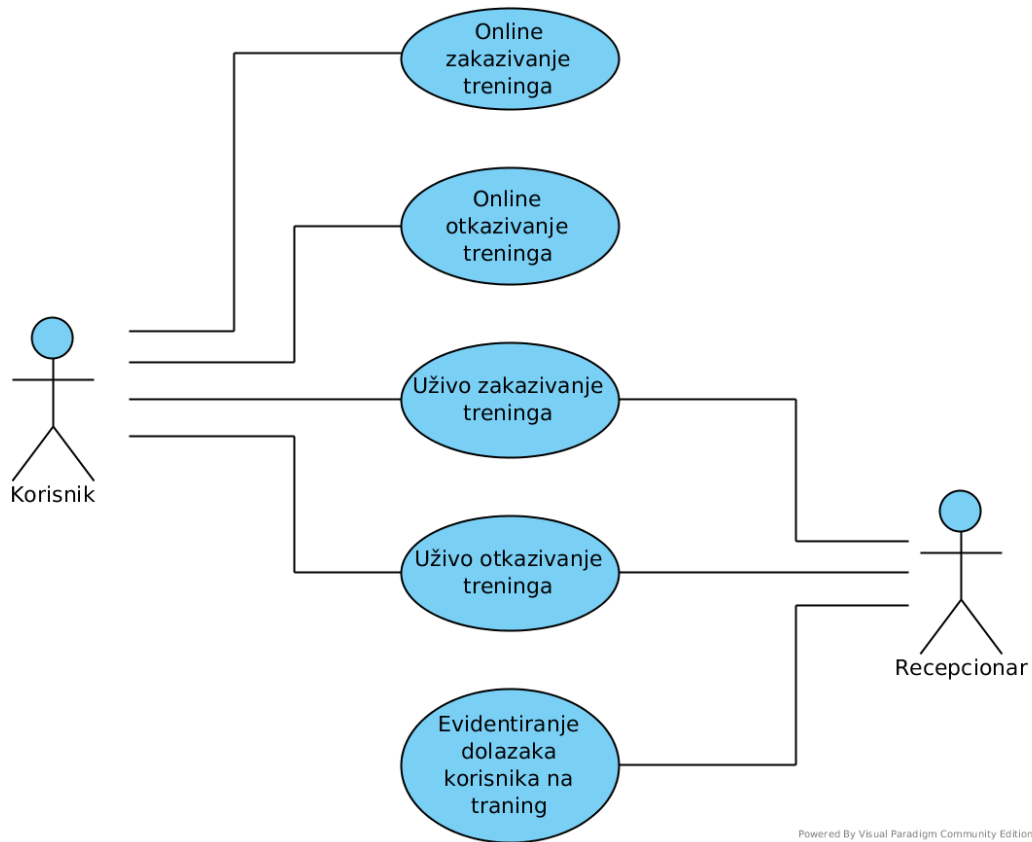 Online
zakazivanje
treninga
Online
otkazivanje
treninga
Uživo zakazivanje
treninga
Korisnik
Uživo otkazivanje
treninga
Recepcionar
Evidentiranje
dolazaka
korisnika na
traning
Powered By Visual Paradigm Community Edition